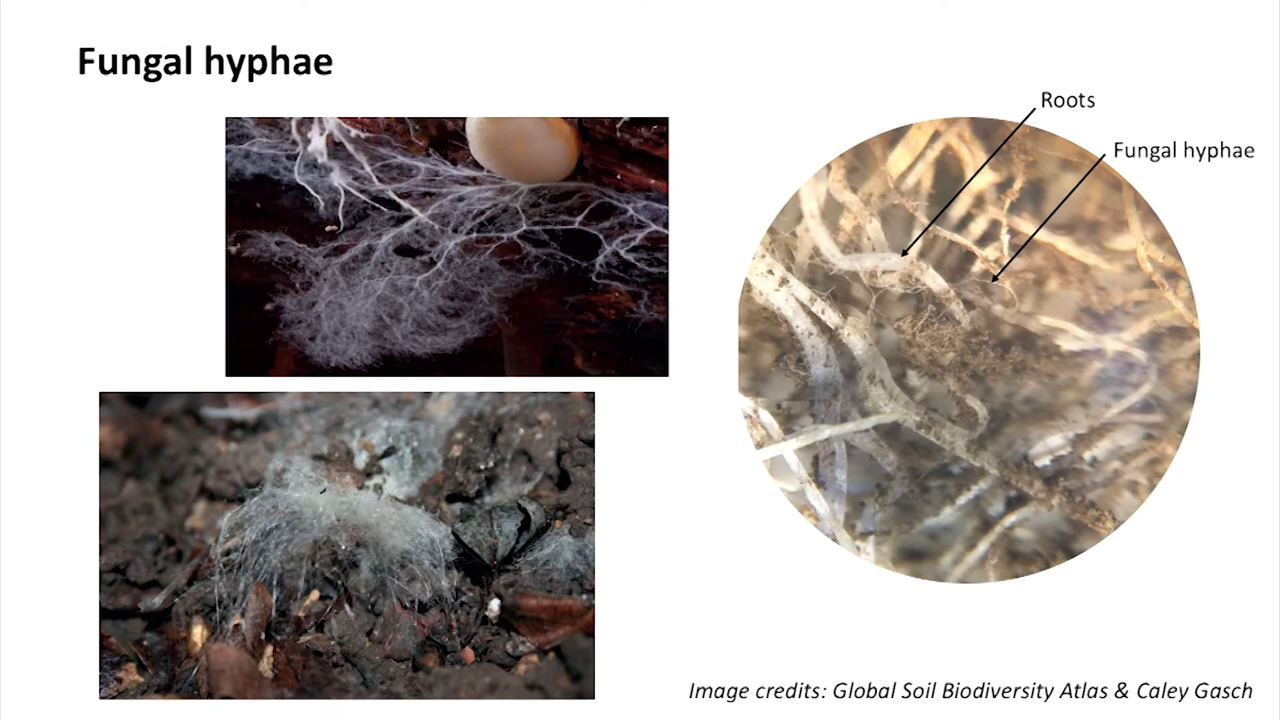 Fungal hyphae
Roots
Fungal hyphae
Image credits: Global Soil Biodiversity Atlas & Caley Gasch